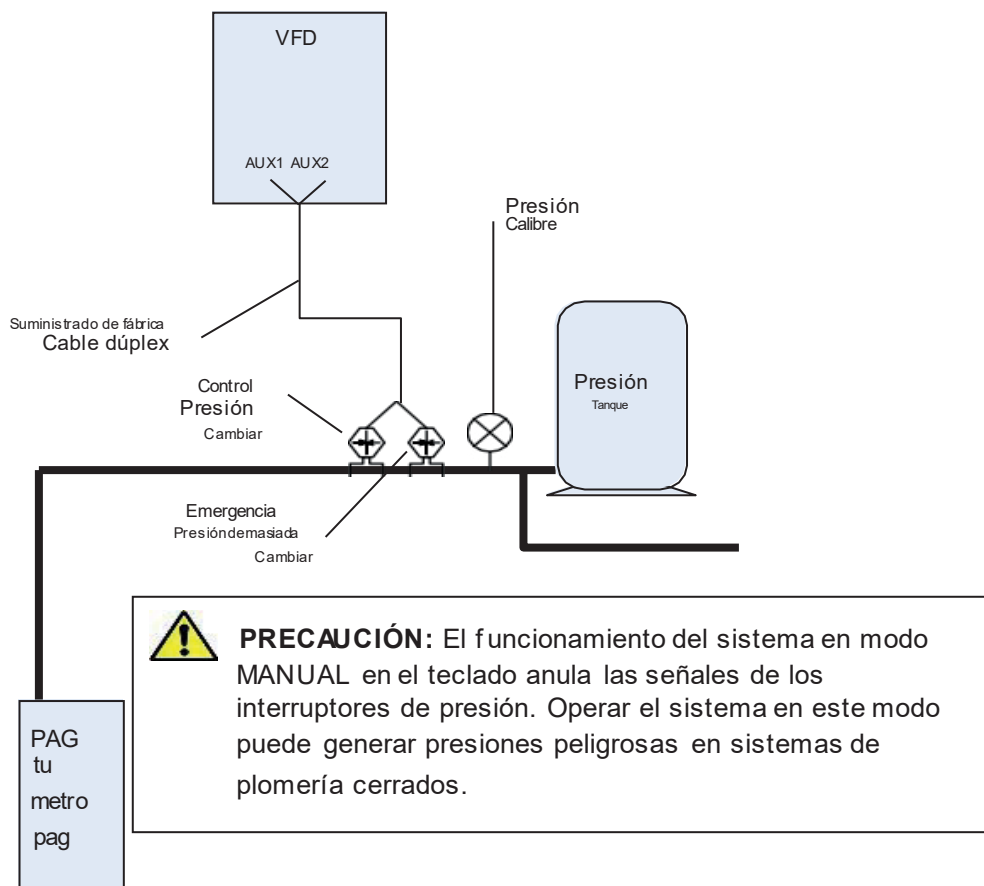 VFD
AUX1 AUX2
Presión
Calibre
Suministrado de fábrica
Cable dúplex
Presión
Tanque
Control
Presión
Cambiar
Emergencia
Presióndemasiada
Cambiar
PRECAUCIÓN: El funcionamiento del sistema en modo
MANUAL en el teclado anula las señales de los
interruptores de presión. Operar el sistema en este modo
puede generar presiones peligrosas en sistemas de
plomería cerrados.
PAG
tu
metro
pag